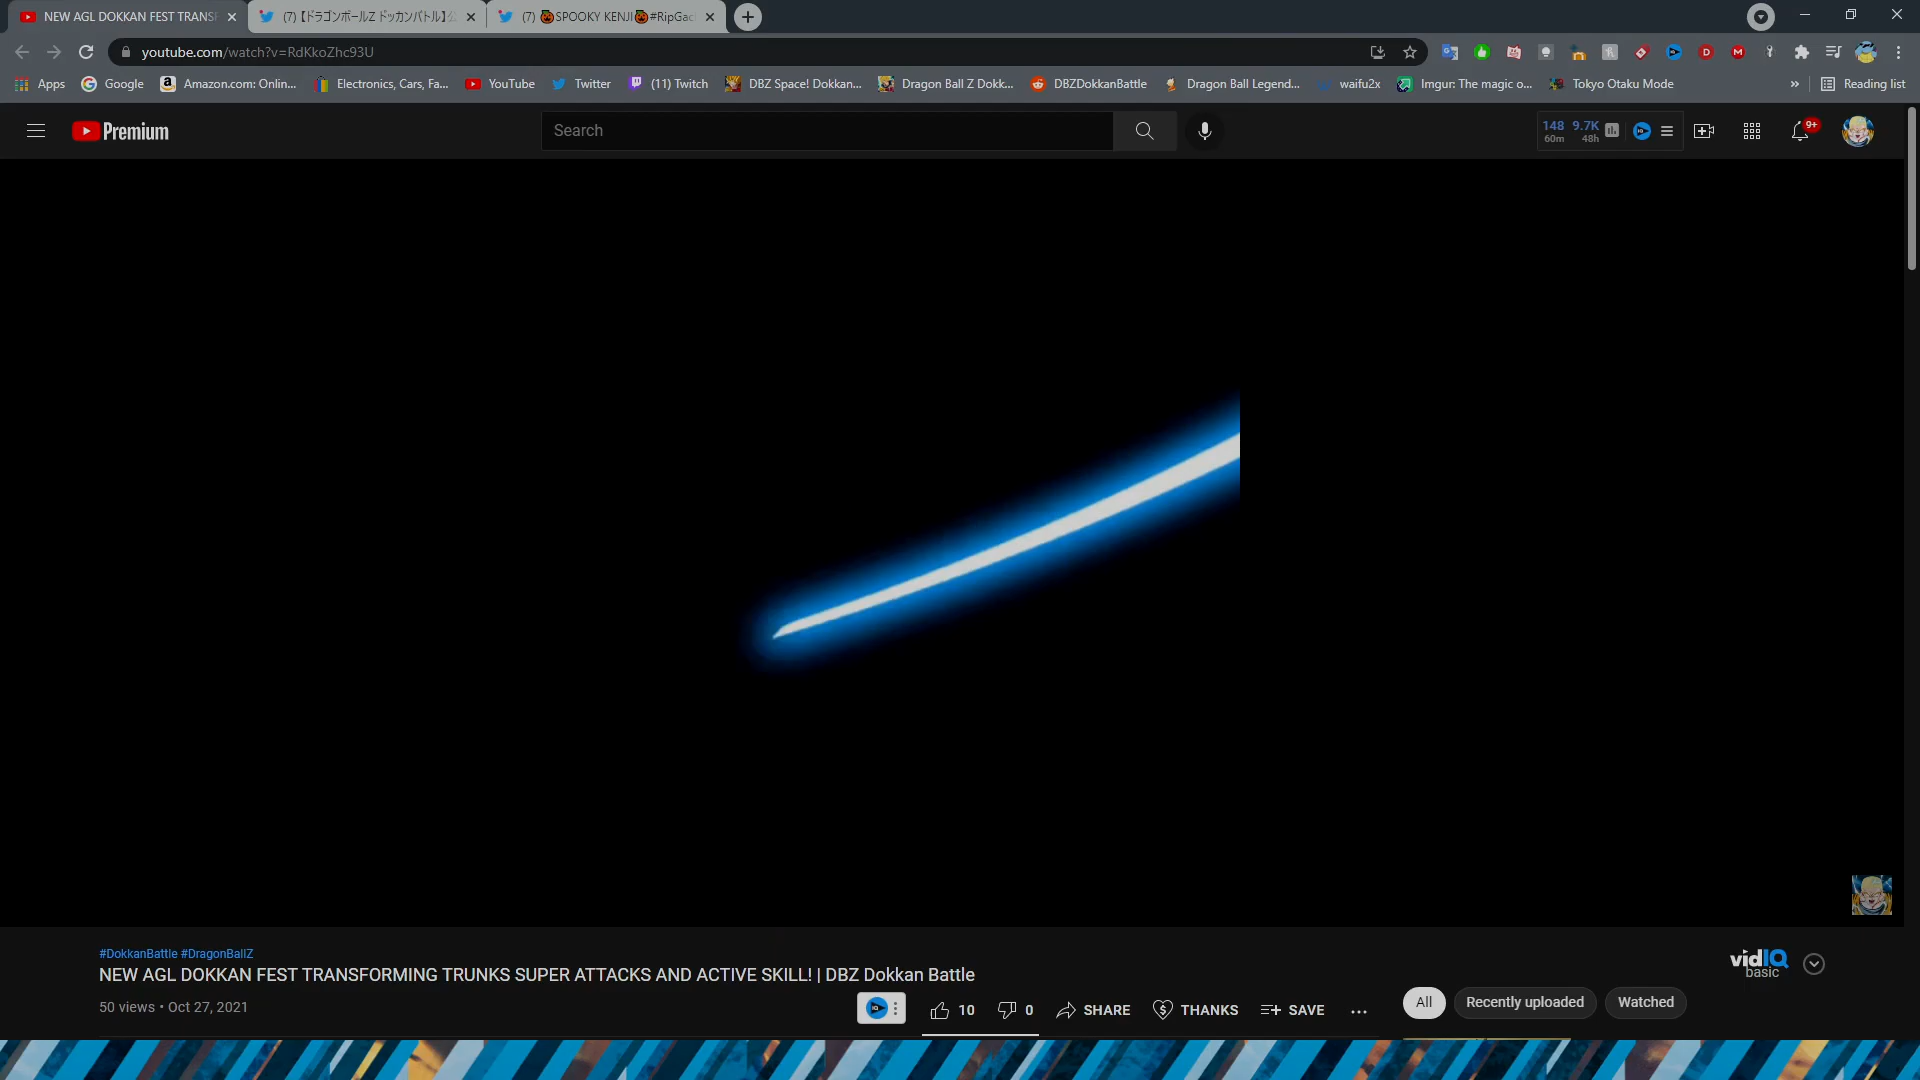 NEW AGL DOKKAN FEST TRANSF
(7)【ドラゴンボールZ ドッカンバトル】公
(7) 🎃SPOOKY KENJI🎃#RipGac
youtube.com/watch?v=RdKkoZhc93U
Apps
Google
Amazon.com: Onlin...
Electronics, Cars, Fa...
YouTube
Twitter
(11) Twitch
DBZ Space! Dokkan...
Dragon Ball Z Dokk...
DBZDokkanBattle
Dragon Ball Legend...
waifu2x
Imgur: The magic o...
Tokyo Otaku Mode
»
Reading list
Premium
Search
148 9.7K
60m 48h
9+
#DokkanBattle #DragonBallZ
NEW AGL DOKKAN FEST TRANSFORMING TRUNKS SUPER ATTACKS AND ACTIVE SKILL! | DBZ Dokkan Battle
50 views • Oct 27, 2021
10
0
SHARE
THANKS
SAVE
...
vidIQ
basic
All
Recently uploaded
Watched